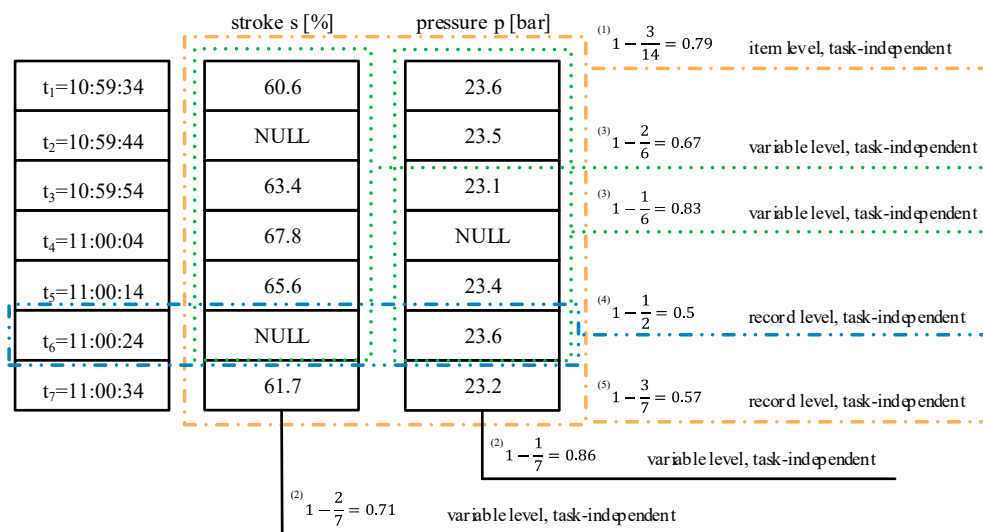 stroke s [%] pressure p [bar]
(1) 1 − 3/14 = 0.79 item level, task-independent
t1=10:59:34 60.6 23.6
t2=10:59:44 NULL 23.5
(3) 1 − 2/6 = 0.67 variable level, task-independent
t3=10:59:54 63.4 23.1
(3) 1 − 1/6 = 0.83 variable level, task-independent
t4=11:00:04 67.8 NULL
t5=11:00:14 65.6 23.4
(4) 1 − 1/2 = 0.5 record level, task-independent
t6=11:00:24 NULL 23.6
t7=11:00:34 61.7 23.2
(5) 1 − 3/7 = 0.57 record level, task-independent
(2) 1 − 1/7 = 0.86 variable level, task-independent
(2) 1 − 2/7 = 0.71 variable level, task-independent